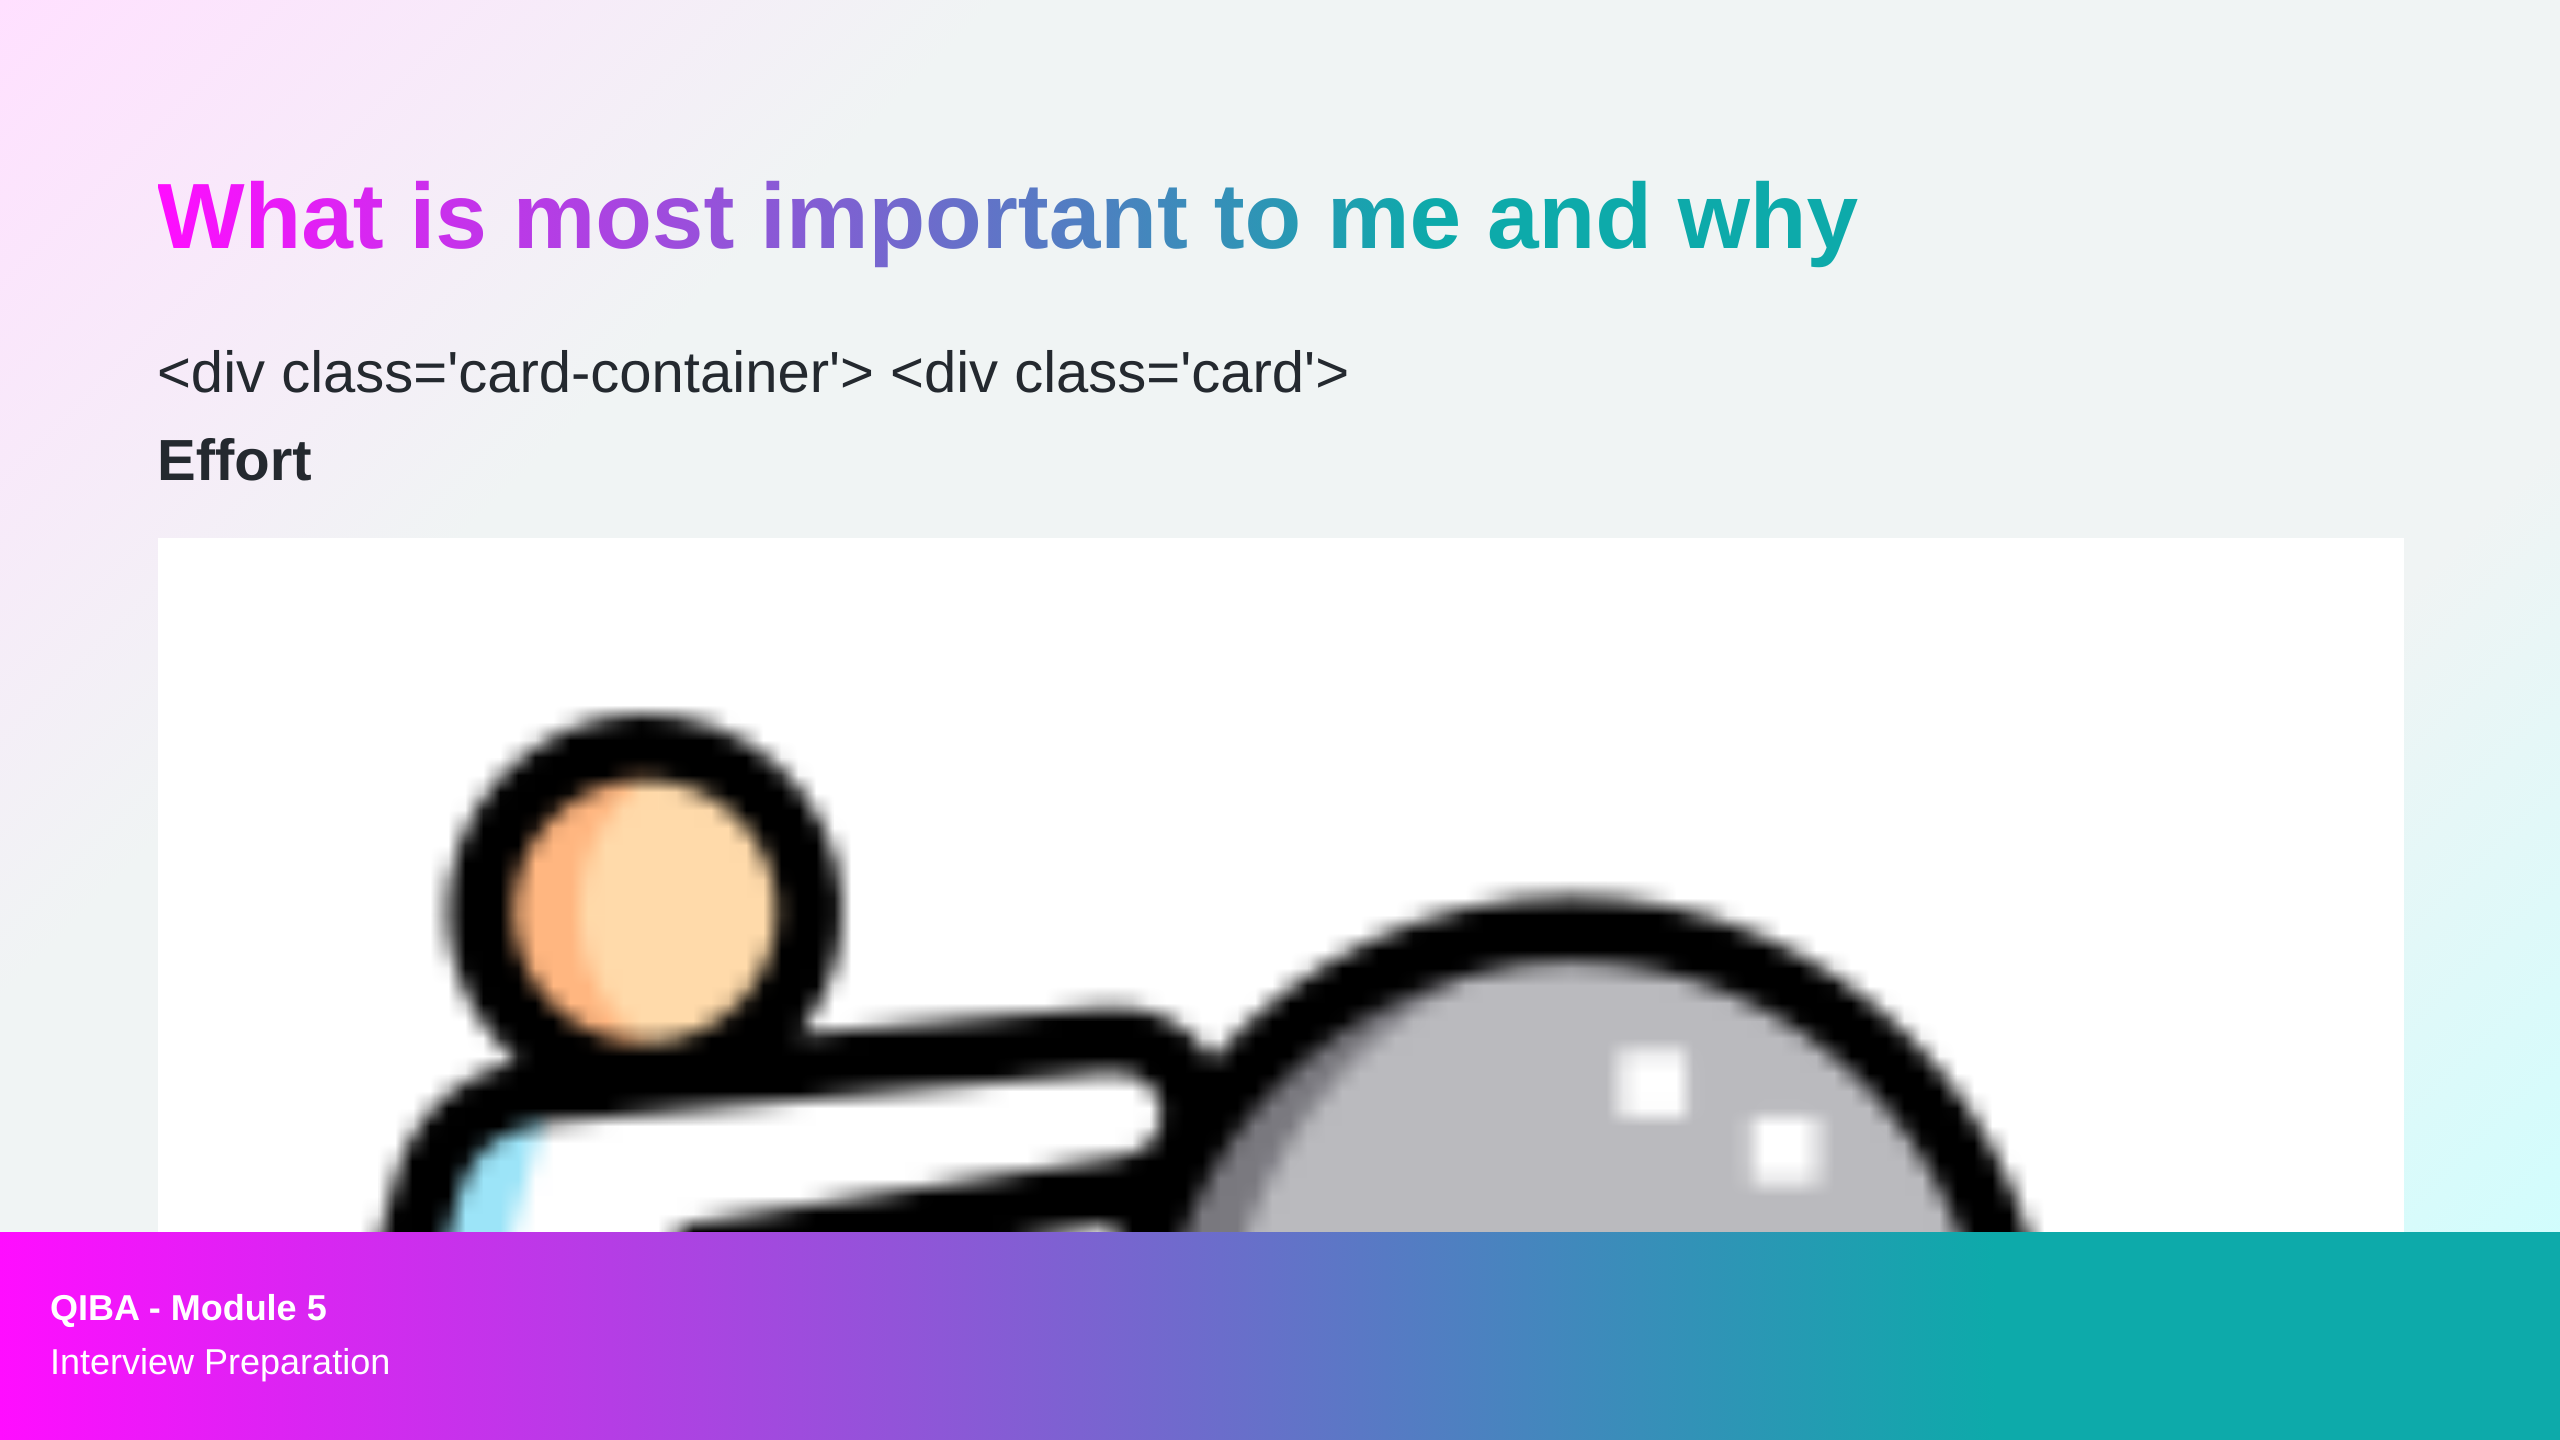 What is most important to me and why
<div class='card-container'> <div class='card'>
Effort
QIBA - Module 5
Interview Preparation